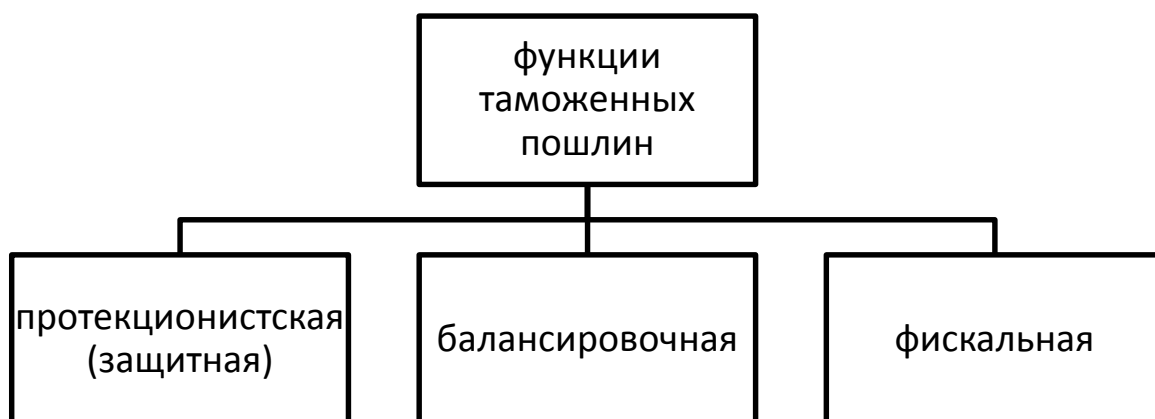 функции
таможенных
пошлин
протекционистская
(защитная)
балансировочная
фискальная